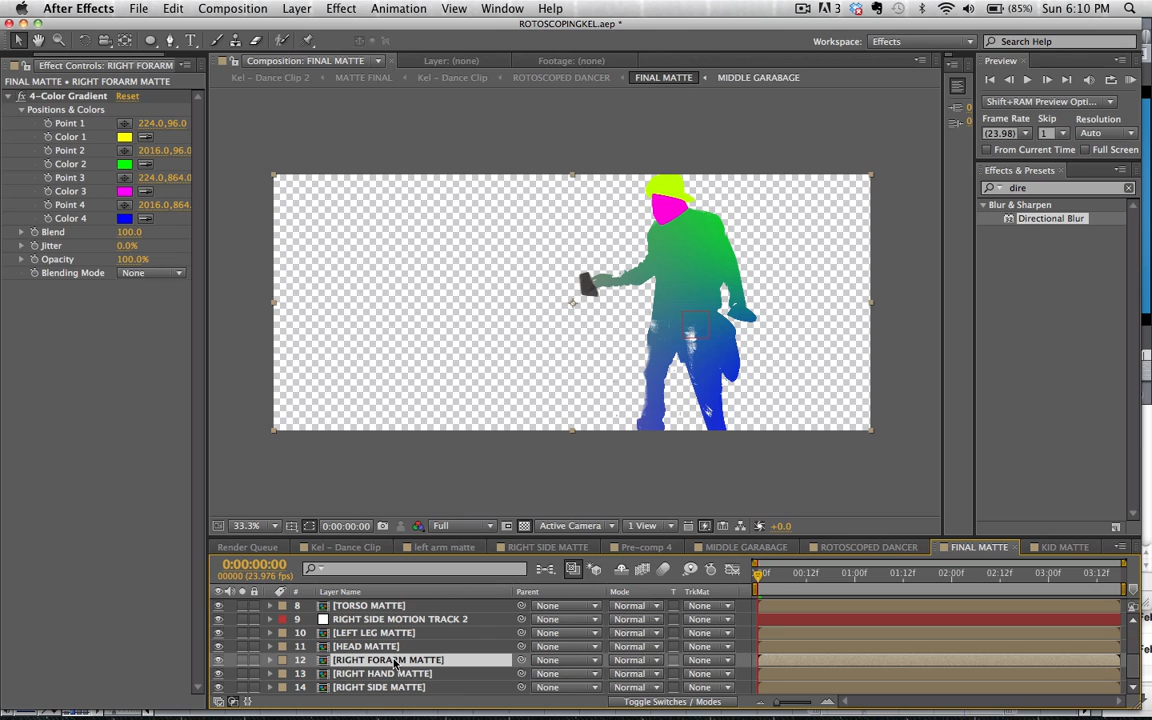 After Effects File Edit Composition Layer Effect Animation View Window Help 3 (85%) Sun 6:10 PM
ROTOSCOPINGKEL.aep *
Workspace: Effects Search Help
Effect Controls: RIGHT FORARM
FINAL MATTE • RIGHT FORARM MATTE
fx 4-Color Gradient Reset
Positions & Colors
Point 1 224.0,96.0
Color 1
Point 2 2016.0,96.0
Color 2
Point 3 224.0,864.0
Color 3
Point 4 2016.0,864.
Color 4
Blend 100.0
Jitter 0.0%
Opacity 100.0%
Blending Mode None
Composition: FINAL MATTE Layer: (none) Footage: (none)
Kel – Dance Clip 2 MATTE FINAL Kel – Dance Clip ROTOSCOPED DANCER FINAL MATTE MIDDLE GARABAGE
33.3% 0:00:00:00 Full Active Camera 1 View +0.0
Preview
Shift+RAM Preview Opti...
Frame Rate Skip Resolution
(23.98) 1 Auto
From Current Time Full Screen
Effects & Presets
dire
Blur & Sharpen
Directional Blur
Render Queue Kel – Dance Clip left arm matte RIGHT SIDE MATTE Pre-comp 4 MIDDLE GARABAGE ROTOSCOPED DANCER FINAL MATTE KID MATTE
0:00:00:00
00000 (23.976 fps)
00f 00:12f 01:00f 01:12f 02:00f 02:12f 03:00f 03:12f
# Layer Name Parent Mode T TrkMat
8 [TORSO MATTE] None Normal None
9 RIGHT SIDE MOTION TRACK 2 None Normal None
10 [LEFT LEG MATTE] None Normal None
11 [HEAD MATTE] None Normal None
12 [RIGHT FORARM MATTE] None Normal None
13 [RIGHT HAND MATTE] None Normal None
14 [RIGHT SIDE MATTE] None Normal None
Toggle Switches / Modes